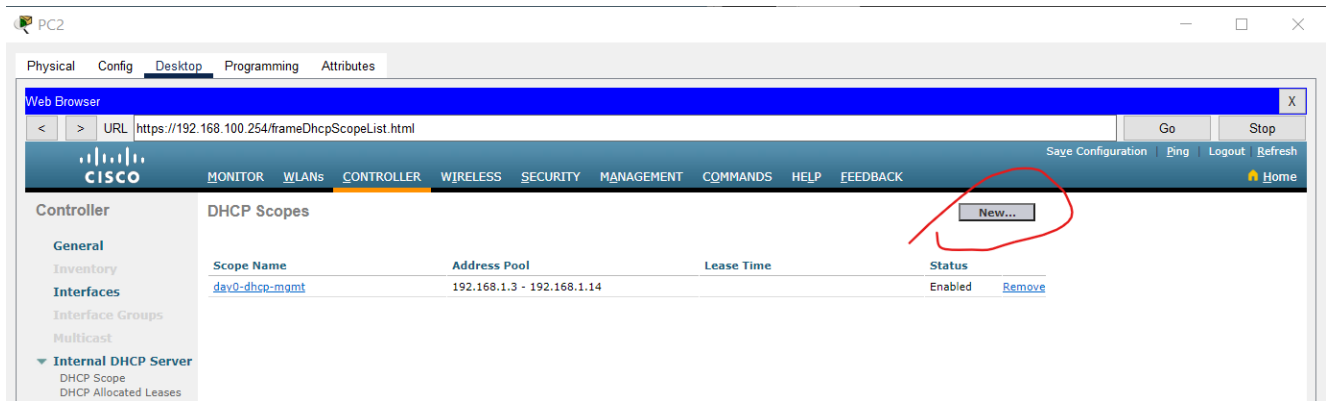 PC2
Physical Config Desktop Programming Attributes
Web Browser X
< > URL https://192.168.100.254/frameDhcpScopeList.html Go Stop
Save Configuration | Ping | Logout | Refresh
CISCO MONITOR WLANs CONTROLLER WIRELESS SECURITY MANAGEMENT COMMANDS HELP FEEDBACK Home
Controller DHCP Scopes New...
General
Inventory Scope Name Address Pool Lease Time Status
Interfaces day0-dhcp-mgmt 192.168.1.3 - 192.168.1.14 Enabled Remove
Interface Groups
Multicast
Internal DHCP Server
DHCP Scope
DHCP Allocated Leases